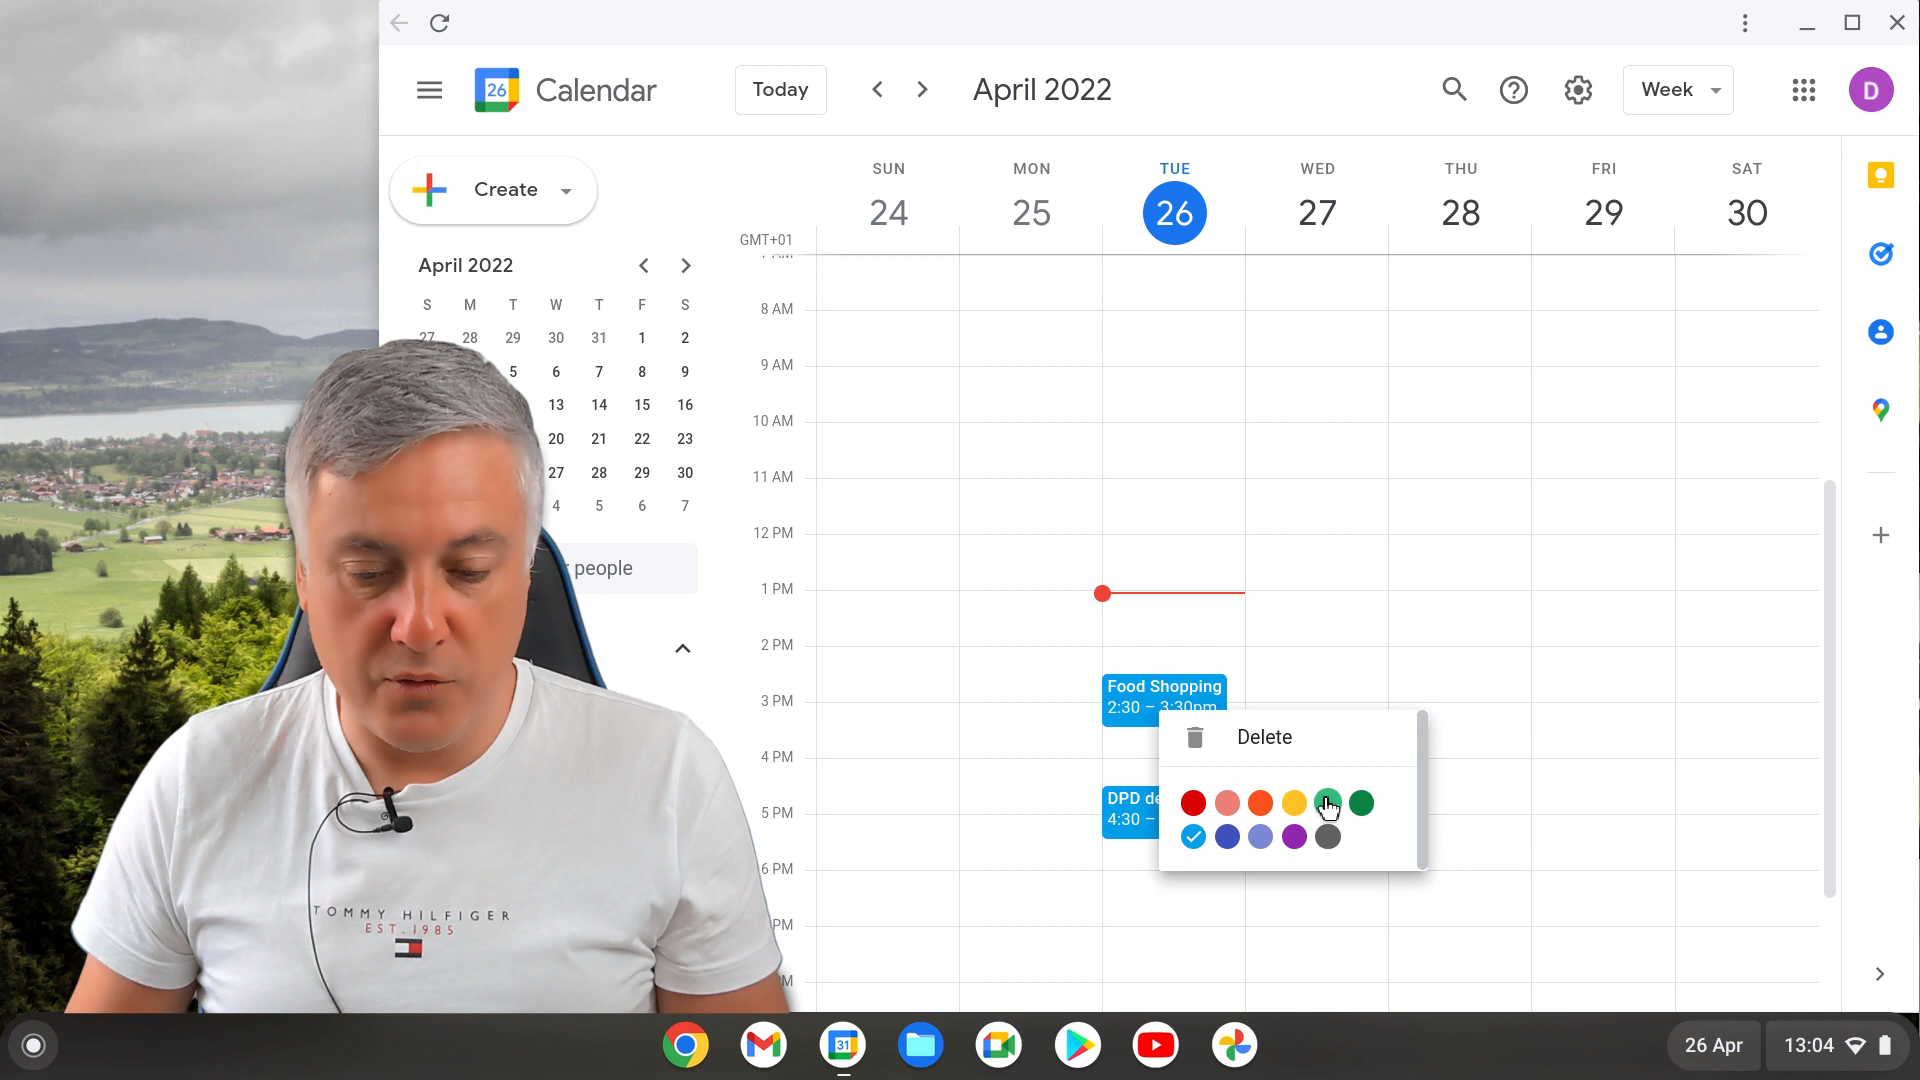 26
Calendar
Today
April 2022
Week
D
Create
SUN MON TUE WED THU FRI SAT
24 25 26 27 28 29 30
GMT+01
April 2022
S M T W T F S
27 28 29 30 31 1 2
5 6 7 8 9
13 14 15 16
20 21 22 23
27 28 29 30
4 5 6 7
people
7 AM
8 AM
9 AM
10 AM
11 AM
12 PM
1 PM
2 PM
3 PM
4 PM
5 PM
6 PM
PM
Food Shopping
2:30 – 3:30pm
DPD de
4:30 –
Delete
TOMMY HILFIGER
EST.1985
31
26 Apr
13:04